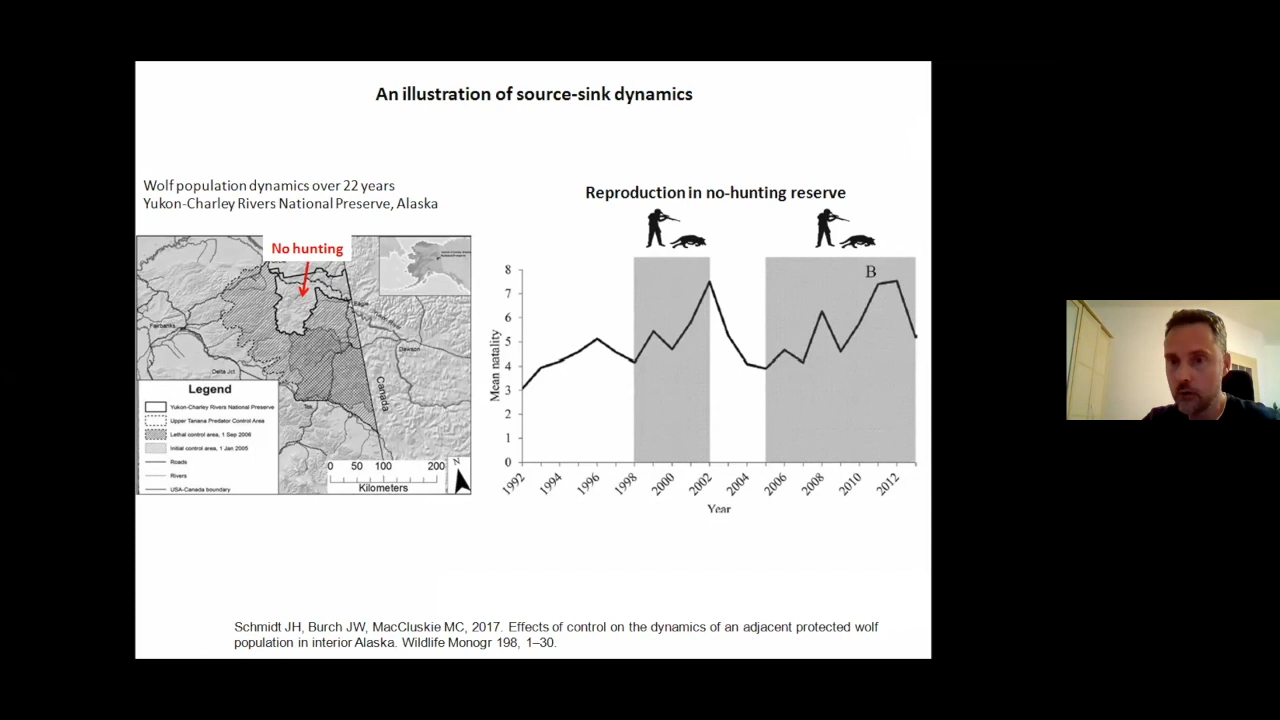 An illustration of source-sink dynamics
Wolf population dynamics over 22 years
Yukon-Charley Rivers National Preserve, Alaska
No hunting
Fairbanks
Delta Jct
Tok
Eagle
Dawson
Canada
Legend
Yukon-Charley Rivers National Preserve
Upper Tanana Predator Control Area
Lethal control area, 1 Sep 2006
Initial control area, 1 Jan 2005
Roads
Rivers
USA-Canada boundary
0 50 100 200
Kilometers
N
Reproduction in no-hunting reserve
B
8
7
6
5
4
3
2
1
0
Mean natality
1992 1994 1996 1998 2000 2002 2004 2006 2008 2010 2012
Year
Schmidt JH, Burch JW, MacCluskie MC, 2017. Effects of control on the dynamics of an adjacent protected wolf
population in interior Alaska. Wildlife Monogr 198, 1–30.